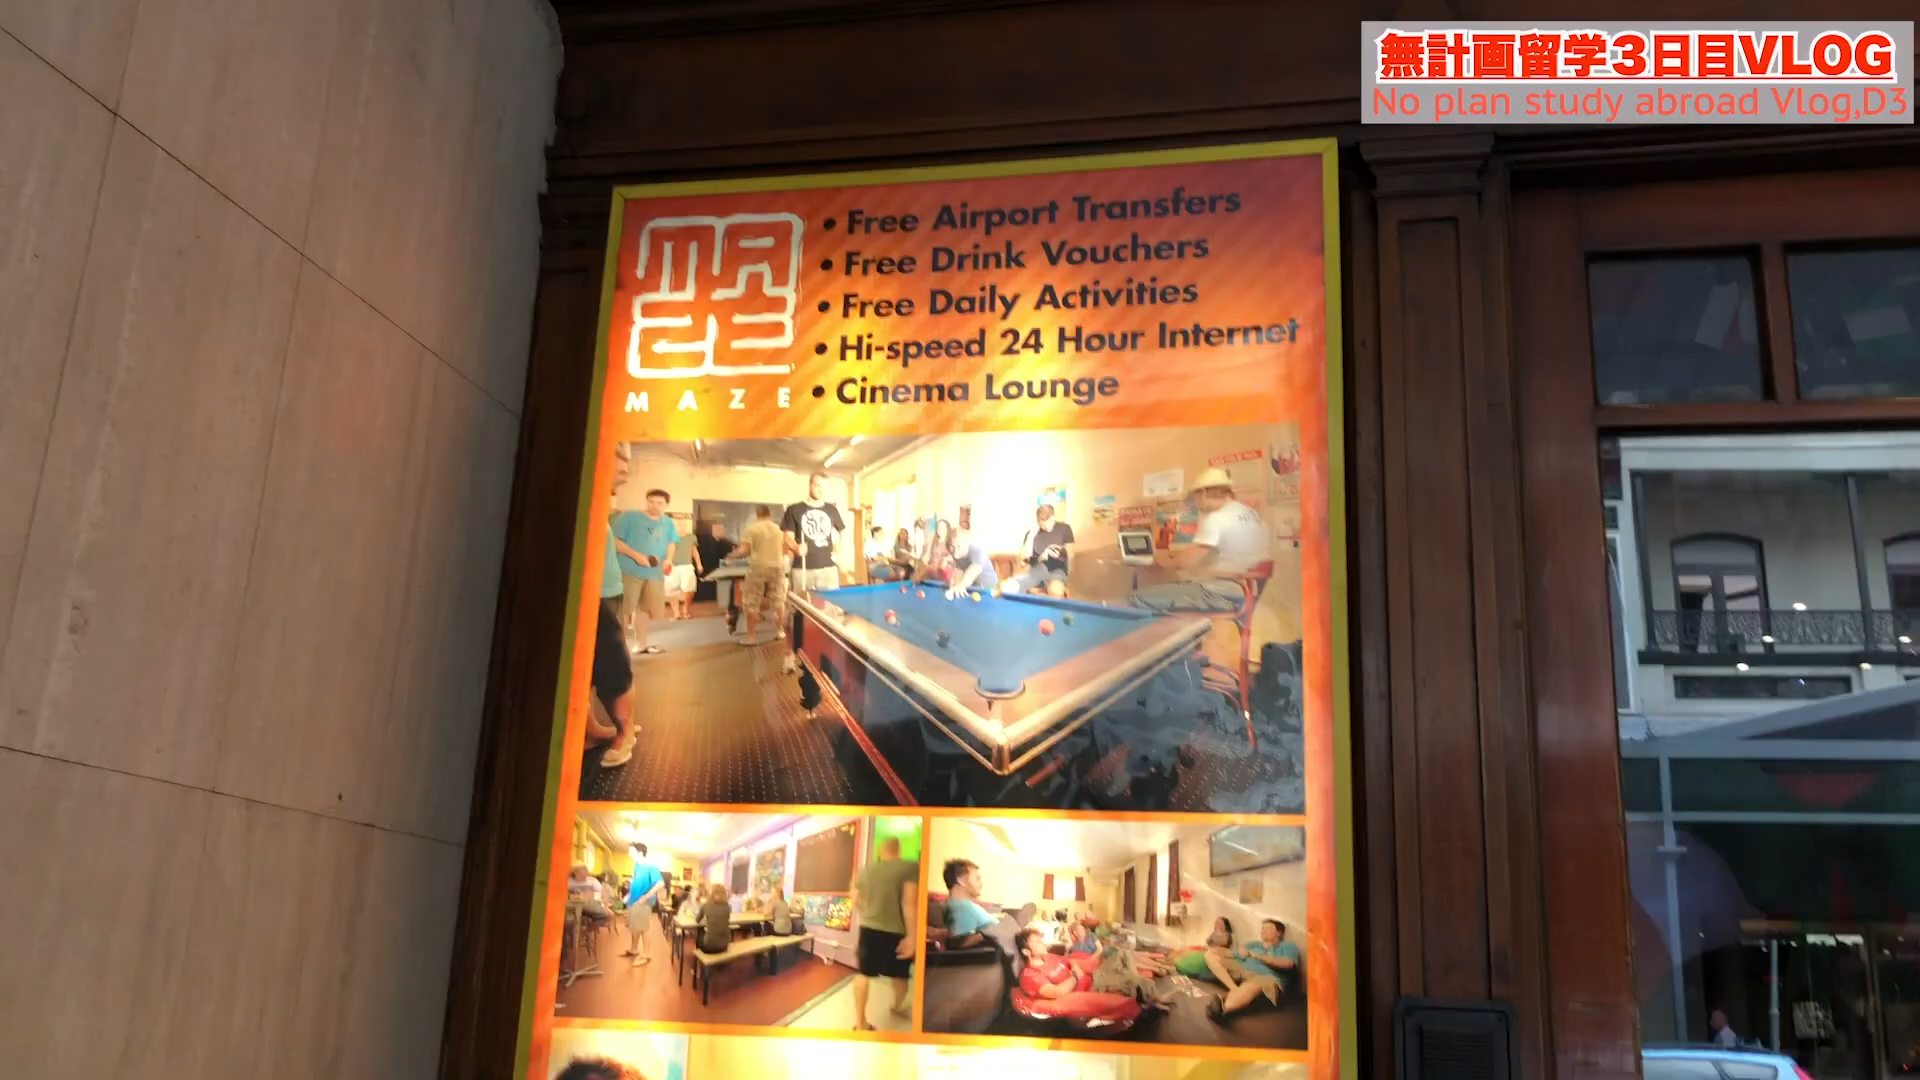 無計画留学3日目VLOG
No plan study abroad Vlog,D3
MAZE
MAZE
• Free Airport Transfers
• Free Drink Vouchers
• Free Daily Activities
• Hi-speed 24 Hour Internet
• Cinema Lounge